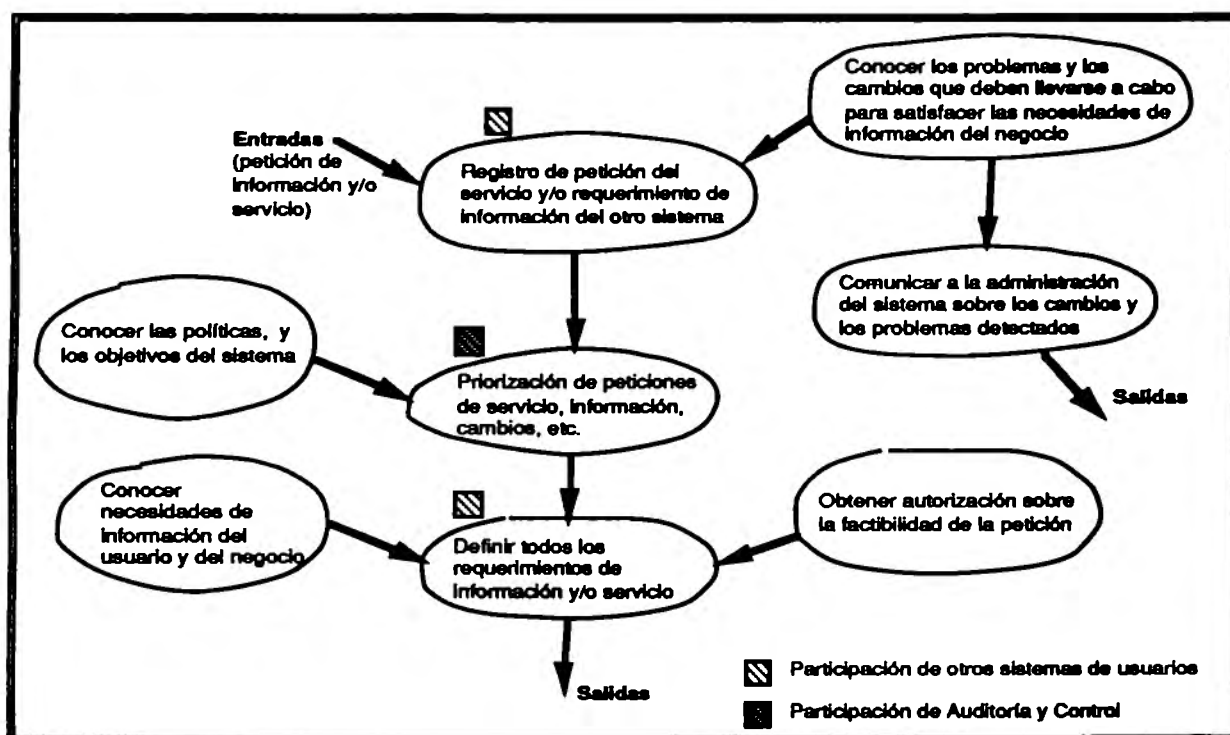 Conocer los problemas y los
cambios que deben llevarse a cabo
para satisfacer las necesidades de
información del negocio
Entradas
(petición de
información y/o
servicio)
Registro de petición del
servicio y/o requerimiento de
información del otro sistema
Comunicar a la administración
del sistema sobre los cambios y
los problemas detectados
Conocer las políticas, y
los objetivos del sistema
Priorización de peticiones
de servicio, información,
cambios, etc.
Salidas
Conocer
necesidades de
información del
usuario y del negocio
Obtener autorización sobre
la factibilidad de la petición
Definir todos los
requerimientos de
información y/o servicio
Salidas
Participación de otros sistemas de usuarios
Participación de Auditoría y Control